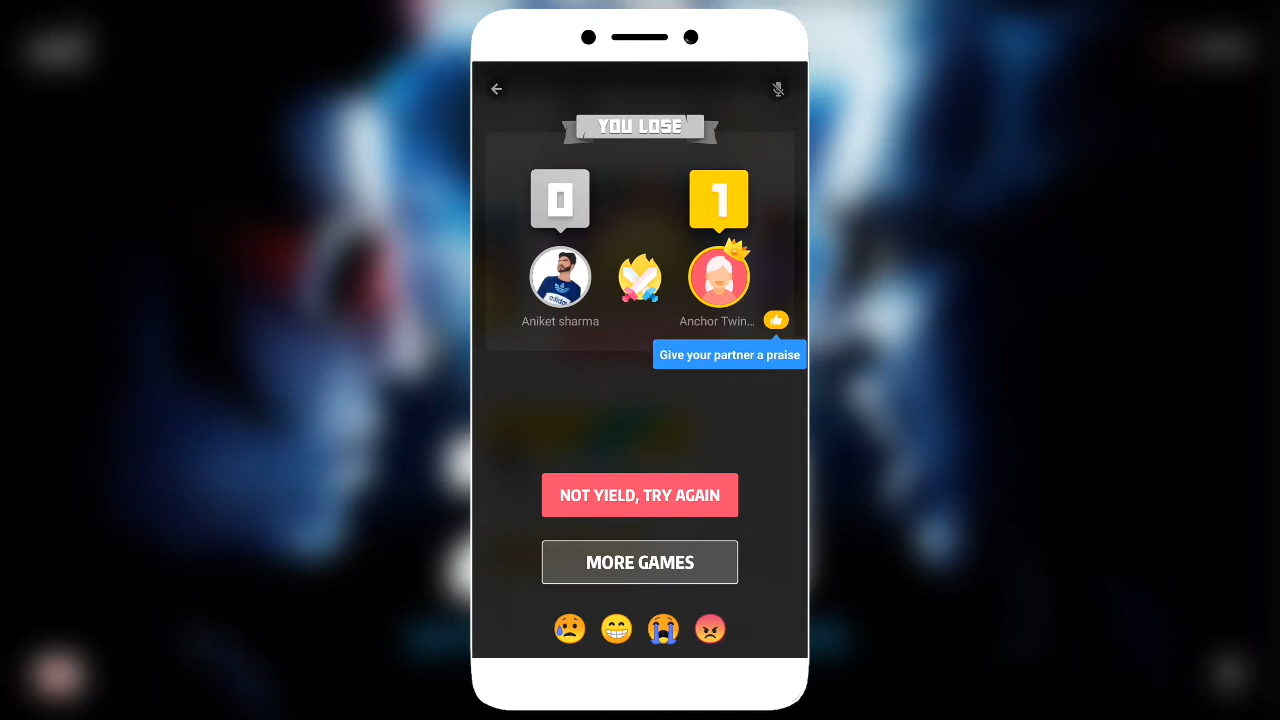 YOU LOSE
0
1
Aniket sharma
Anchor Twin...
Give your partner a praise
NOT YIELD, TRY AGAIN
MORE GAMES